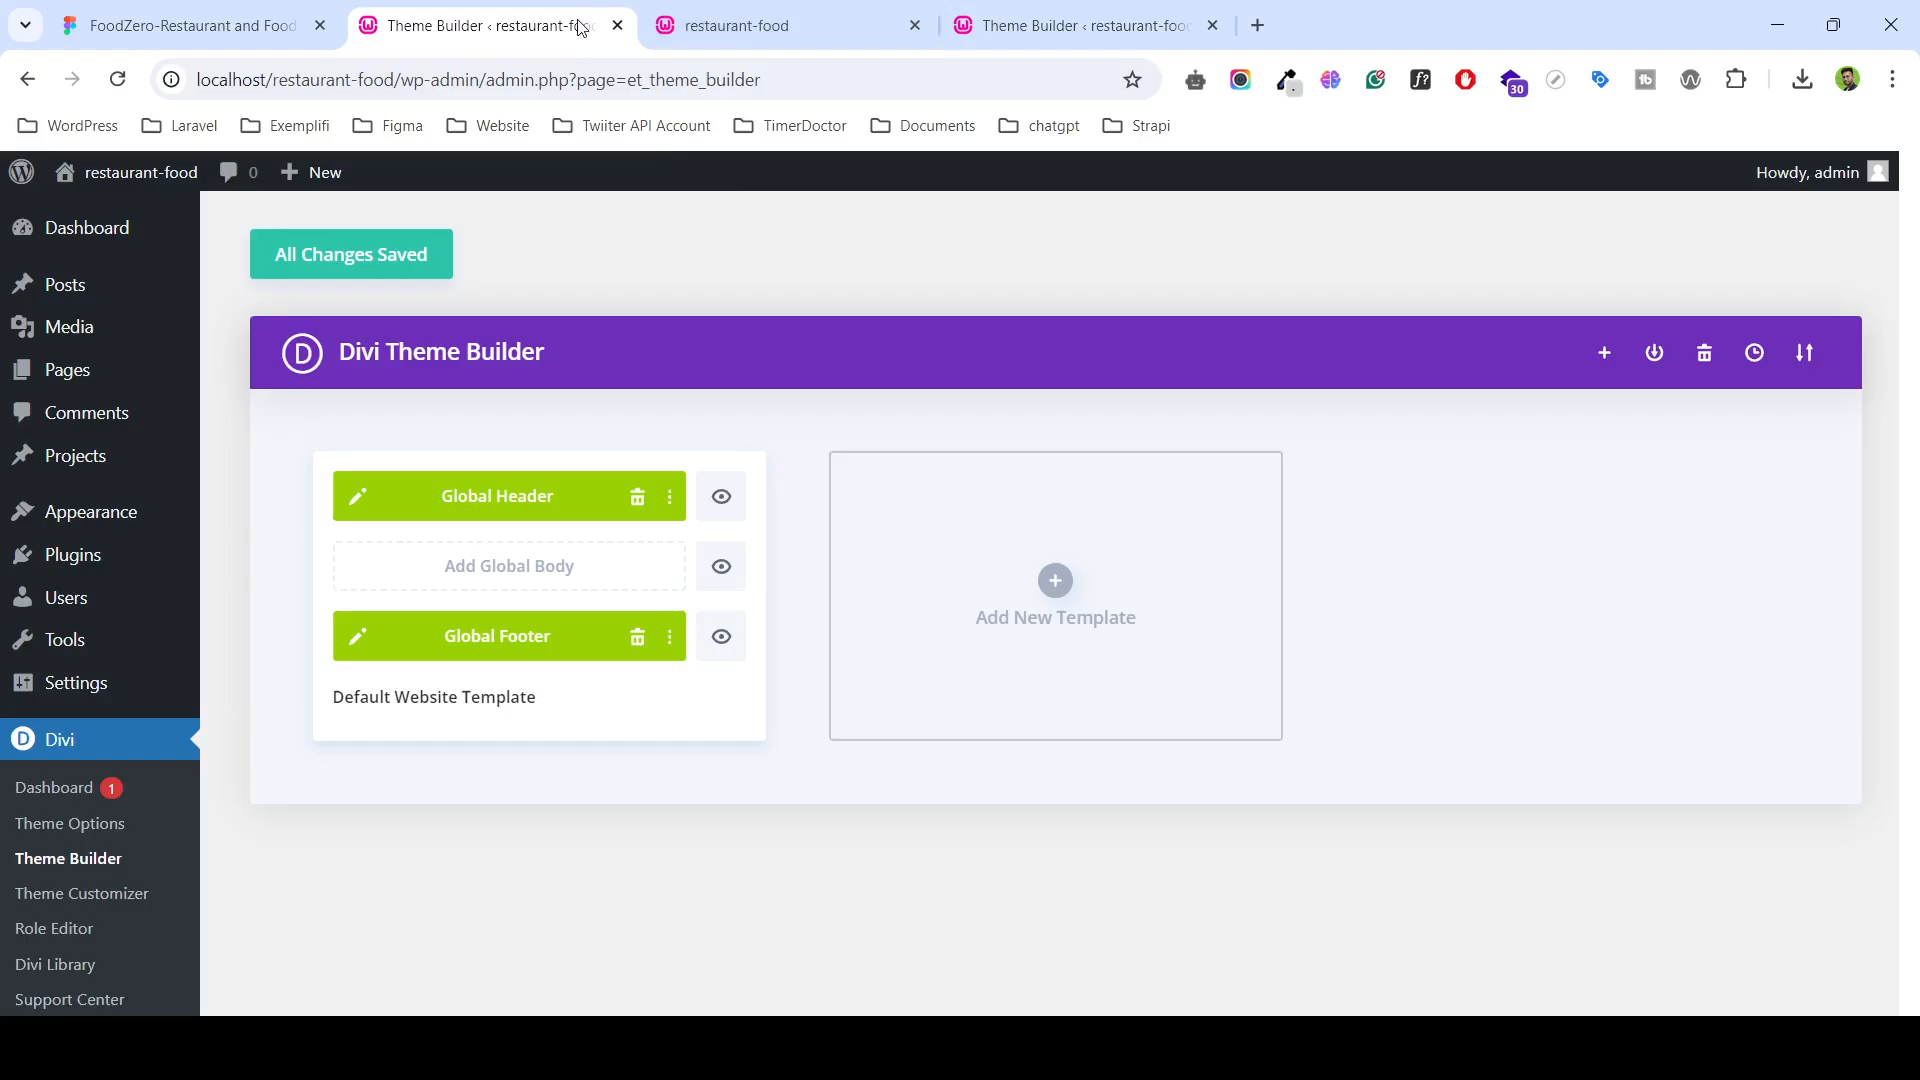 FoodZero-Restaurant and Food
Theme Builder ‹ restaurant-foo
restaurant-food
Theme Builder ‹ restaurant-food
localhost/restaurant-food/wp-admin/admin.php?page=et_theme_builder
f?
30
tb
WordPress
Laravel
Exemplifi
Figma
Website
Twiiter API Account
TimerDoctor
Documents
chatgpt
Strapi
restaurant-food
0
New
Howdy, admin
Dashboard
Posts
Media
Pages
Comments
Projects
Appearance
Plugins
Users
Tools
Settings
D Divi
Dashboard 1
Theme Options
Theme Builder
Theme Customizer
Role Editor
Divi Library
Support Center
All Changes Saved
D Divi Theme Builder
Global Header
Add Global Body
Global Footer
Default Website Template
Add New Template